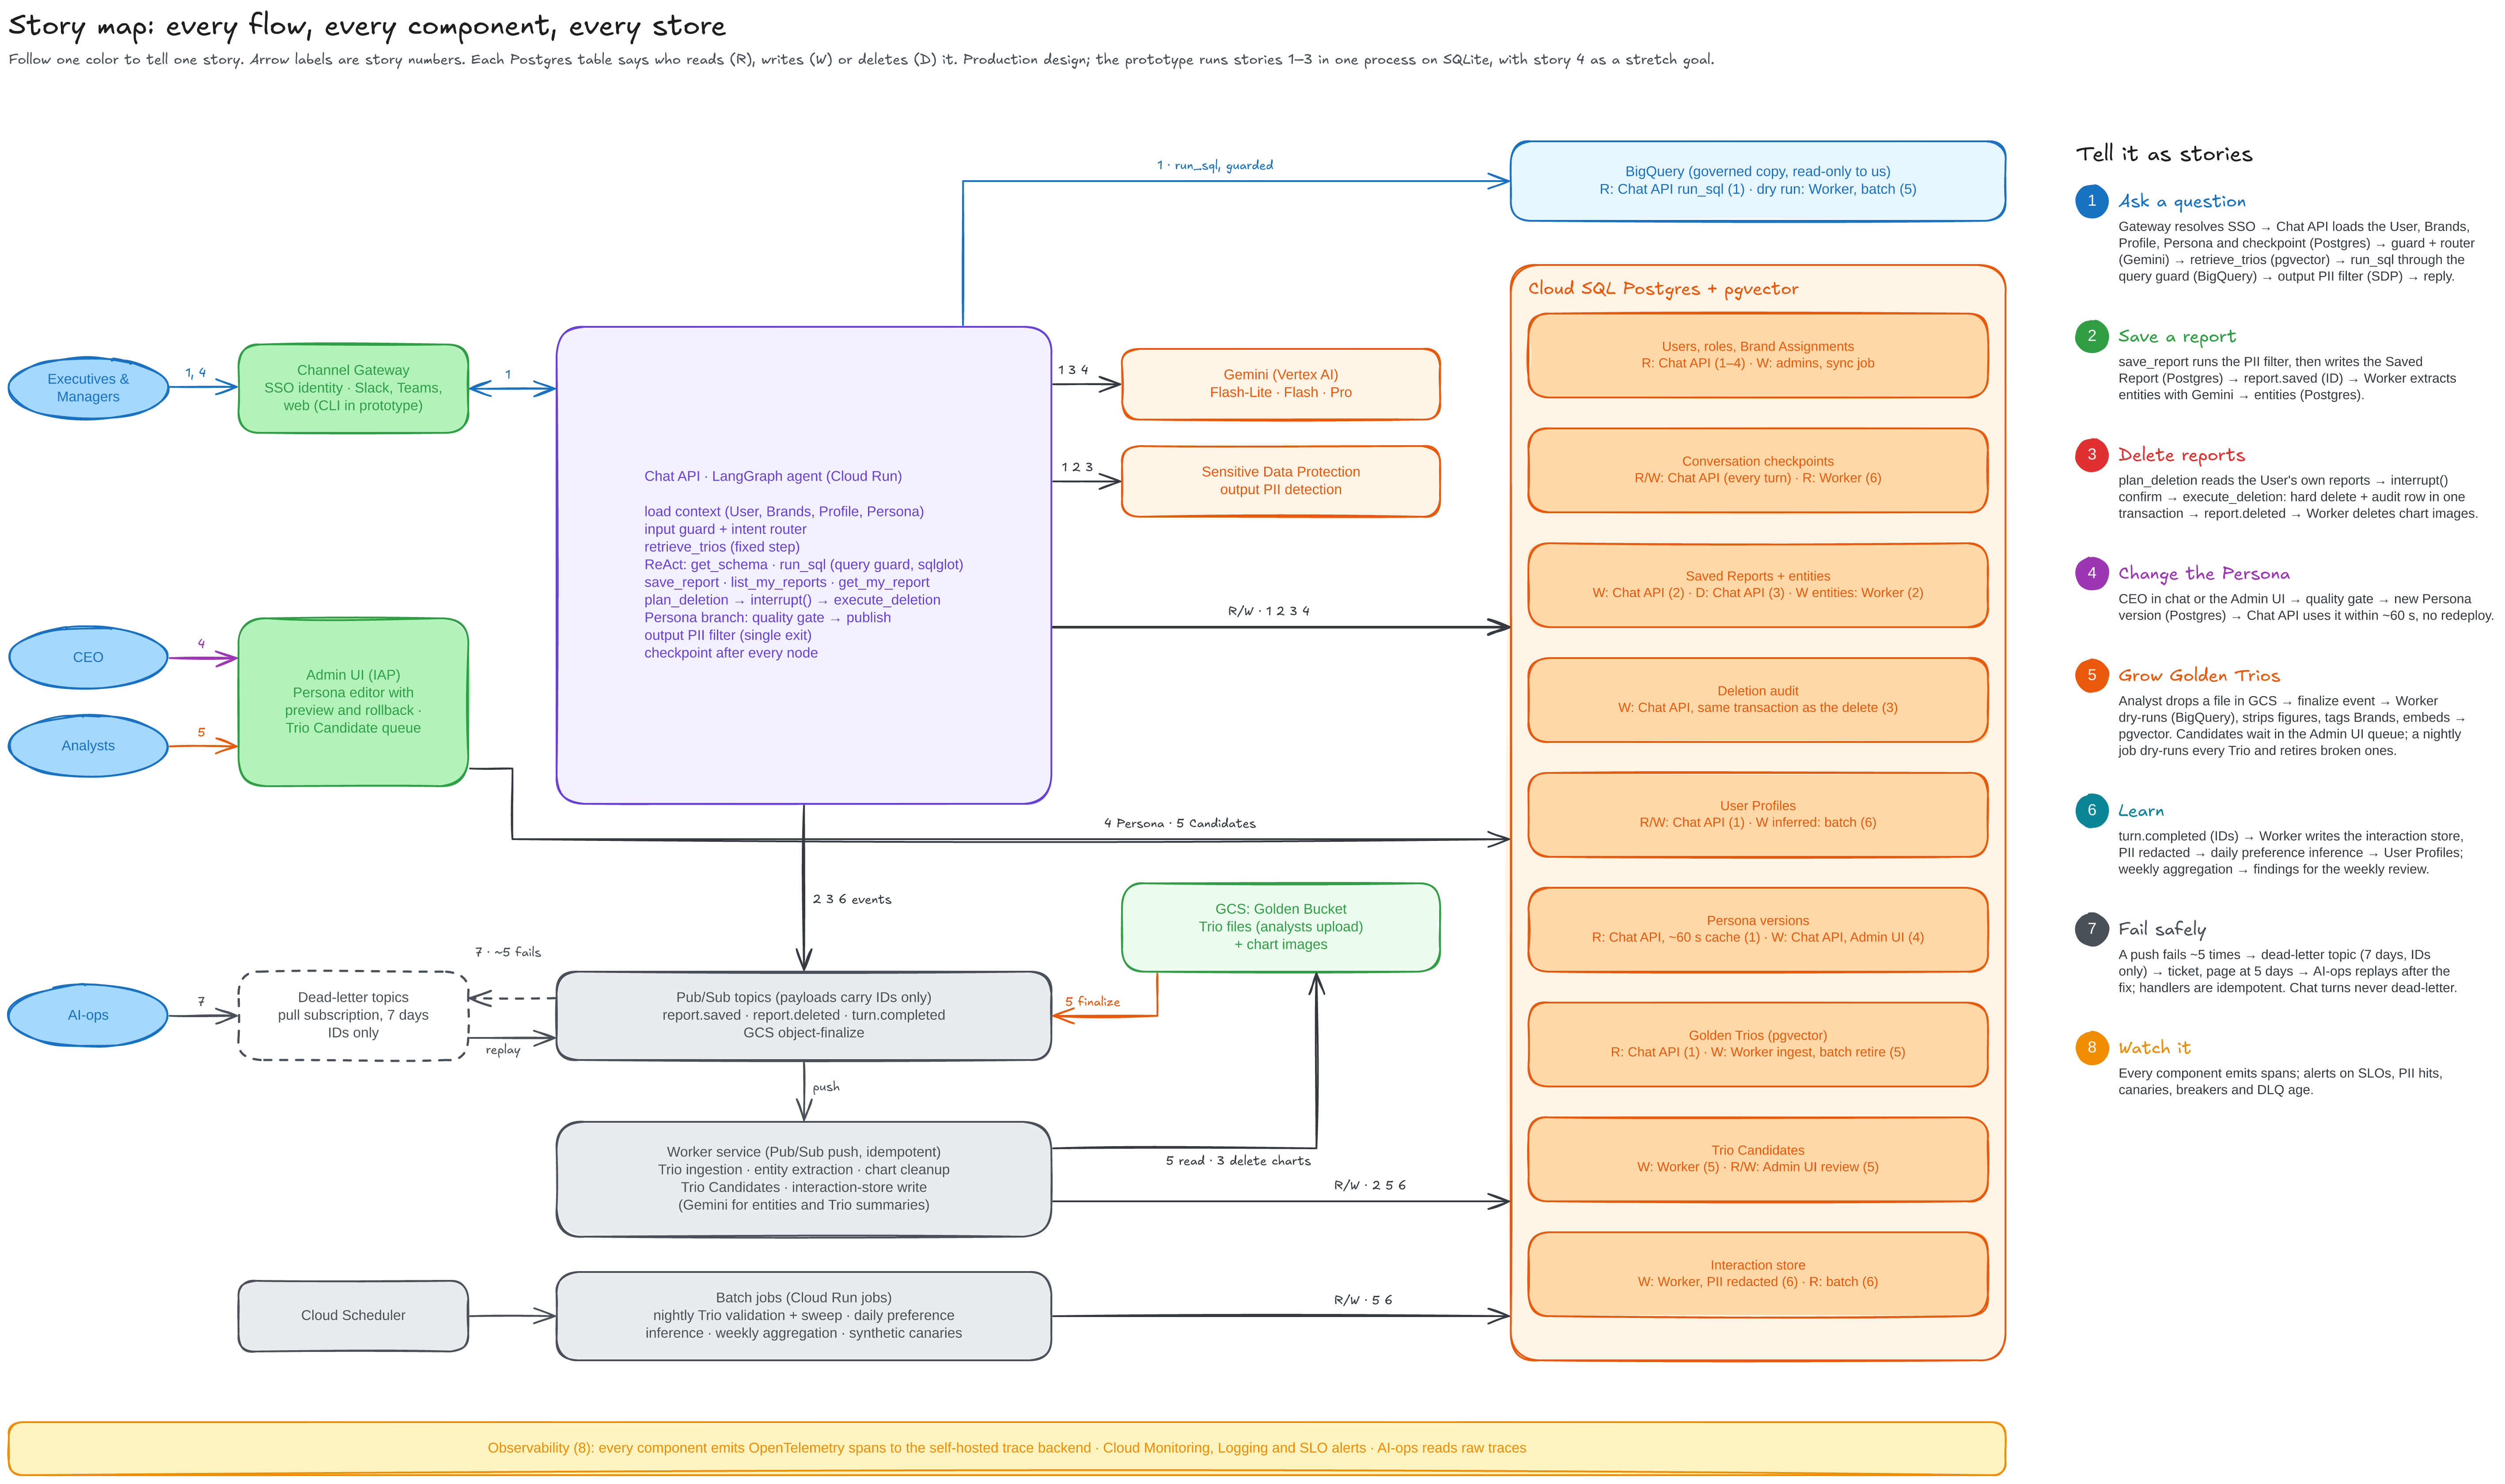 Story map: every flow, every component, every store
Follow one color to tell one story. Arrow labels are story numbers. Each Postgres table says who reads (R), writes (W) or deletes (D) it. Production design; the prototype runs stories 1–3 in one process on SQLite, with story 4 as a stretch goal.
Executives &
Managers
1, 4
Channel Gateway
SSO identity · Slack, Teams,
web (CLI in prototype)
1
CEO
4
Analysts
5
Admin UI (IAP)
Persona editor with
preview and rollback ·
Trio Candidate queue
Chat API · LangGraph agent (Cloud Run)
load context (User, Brands, Profile, Persona)
input guard + intent router
retrieve_trios (fixed step)
ReAct: get_schema · run_sql (query guard, sqlglot)
save_report · list_my_reports · get_my_report
plan_deletion → interrupt() → execute_deletion
Persona branch: quality gate → publish
output PII filter (single exit)
checkpoint after every node
1 · run_sql, guarded
1 3 4
Gemini (Vertex AI)
Flash-Lite · Flash · Pro
1 2 3
Sensitive Data Protection
output PII detection
R/W · 1 2 3 4
4 Persona · 5 Candidates
2 3 6 events
GCS: Golden Bucket
Trio files (analysts upload)
+ chart images
5 finalize
AI-ops
7
Dead-letter topics
pull subscription, 7 days
IDs only
7 · ~5 fails
replay
Pub/Sub topics (payloads carry IDs only)
report.saved · report.deleted · turn.completed
GCS object-finalize
push
Worker service (Pub/Sub push, idempotent)
Trio ingestion · entity extraction · chart cleanup
Trio Candidates · interaction-store write
(Gemini for entities and Trio summaries)
5 read · 3 delete charts
R/W · 2 5 6
Cloud Scheduler
Batch jobs (Cloud Run jobs)
nightly Trio validation + sweep · daily preference
inference · weekly aggregation · synthetic canaries
R/W · 5 6
BigQuery (governed copy, read-only to us)
R: Chat API run_sql (1) · dry run: Worker, batch (5)
Cloud SQL Postgres + pgvector
Users, roles, Brand Assignments
R: Chat API (1–4) · W: admins, sync job
Conversation checkpoints
R/W: Chat API (every turn) · R: Worker (6)
Saved Reports + entities
W: Chat API (2) · D: Chat API (3) · W entities: Worker (2)
Deletion audit
W: Chat API, same transaction as the delete (3)
User Profiles
R/W: Chat API (1) · W inferred: batch (6)
Persona versions
R: Chat API, ~60 s cache (1) · W: Chat API, Admin UI (4)
Golden Trios (pgvector)
R: Chat API (1) · W: Worker ingest, batch retire (5)
Trio Candidates
W: Worker (5) · R/W: Admin UI review (5)
Interaction store
W: Worker, PII redacted (6) · R: batch (6)
Observability (8): every component emits OpenTelemetry spans to the self-hosted trace backend · Cloud Monitoring, Logging and SLO alerts · AI-ops reads raw traces
Tell it as stories
1 Ask a question
Gateway resolves SSO → Chat API loads the User, Brands,
Profile, Persona and checkpoint (Postgres) → guard + router
(Gemini) → retrieve_trios (pgvector) → run_sql through the
query guard (BigQuery) → output PII filter (SDP) → reply.
2 Save a report
save_report runs the PII filter, then writes the Saved
Report (Postgres) → report.saved (ID) → Worker extracts
entities with Gemini → entities (Postgres).
3 Delete reports
plan_deletion reads the User's own reports → interrupt()
confirm → execute_deletion: hard delete + audit row in one
transaction → report.deleted → Worker deletes chart images.
4 Change the Persona
CEO in chat or the Admin UI → quality gate → new Persona
version (Postgres) → Chat API uses it within ~60 s, no redeploy.
5 Grow Golden Trios
Analyst drops a file in GCS → finalize event → Worker
dry-runs (BigQuery), strips figures, tags Brands, embeds →
pgvector. Candidates wait in the Admin UI queue; a nightly
job dry-runs every Trio and retires broken ones.
6 Learn
turn.completed (IDs) → Worker writes the interaction store,
PII redacted → daily preference inference → User Profiles;
weekly aggregation → findings for the weekly review.
7 Fail safely
A push fails ~5 times → dead-letter topic (7 days, IDs
only) → ticket, page at 5 days → AI-ops replays after the
fix; handlers are idempotent. Chat turns never dead-letter.
8 Watch it
Every component emits spans; alerts on SLOs, PII hits,
canaries, breakers and DLQ age.